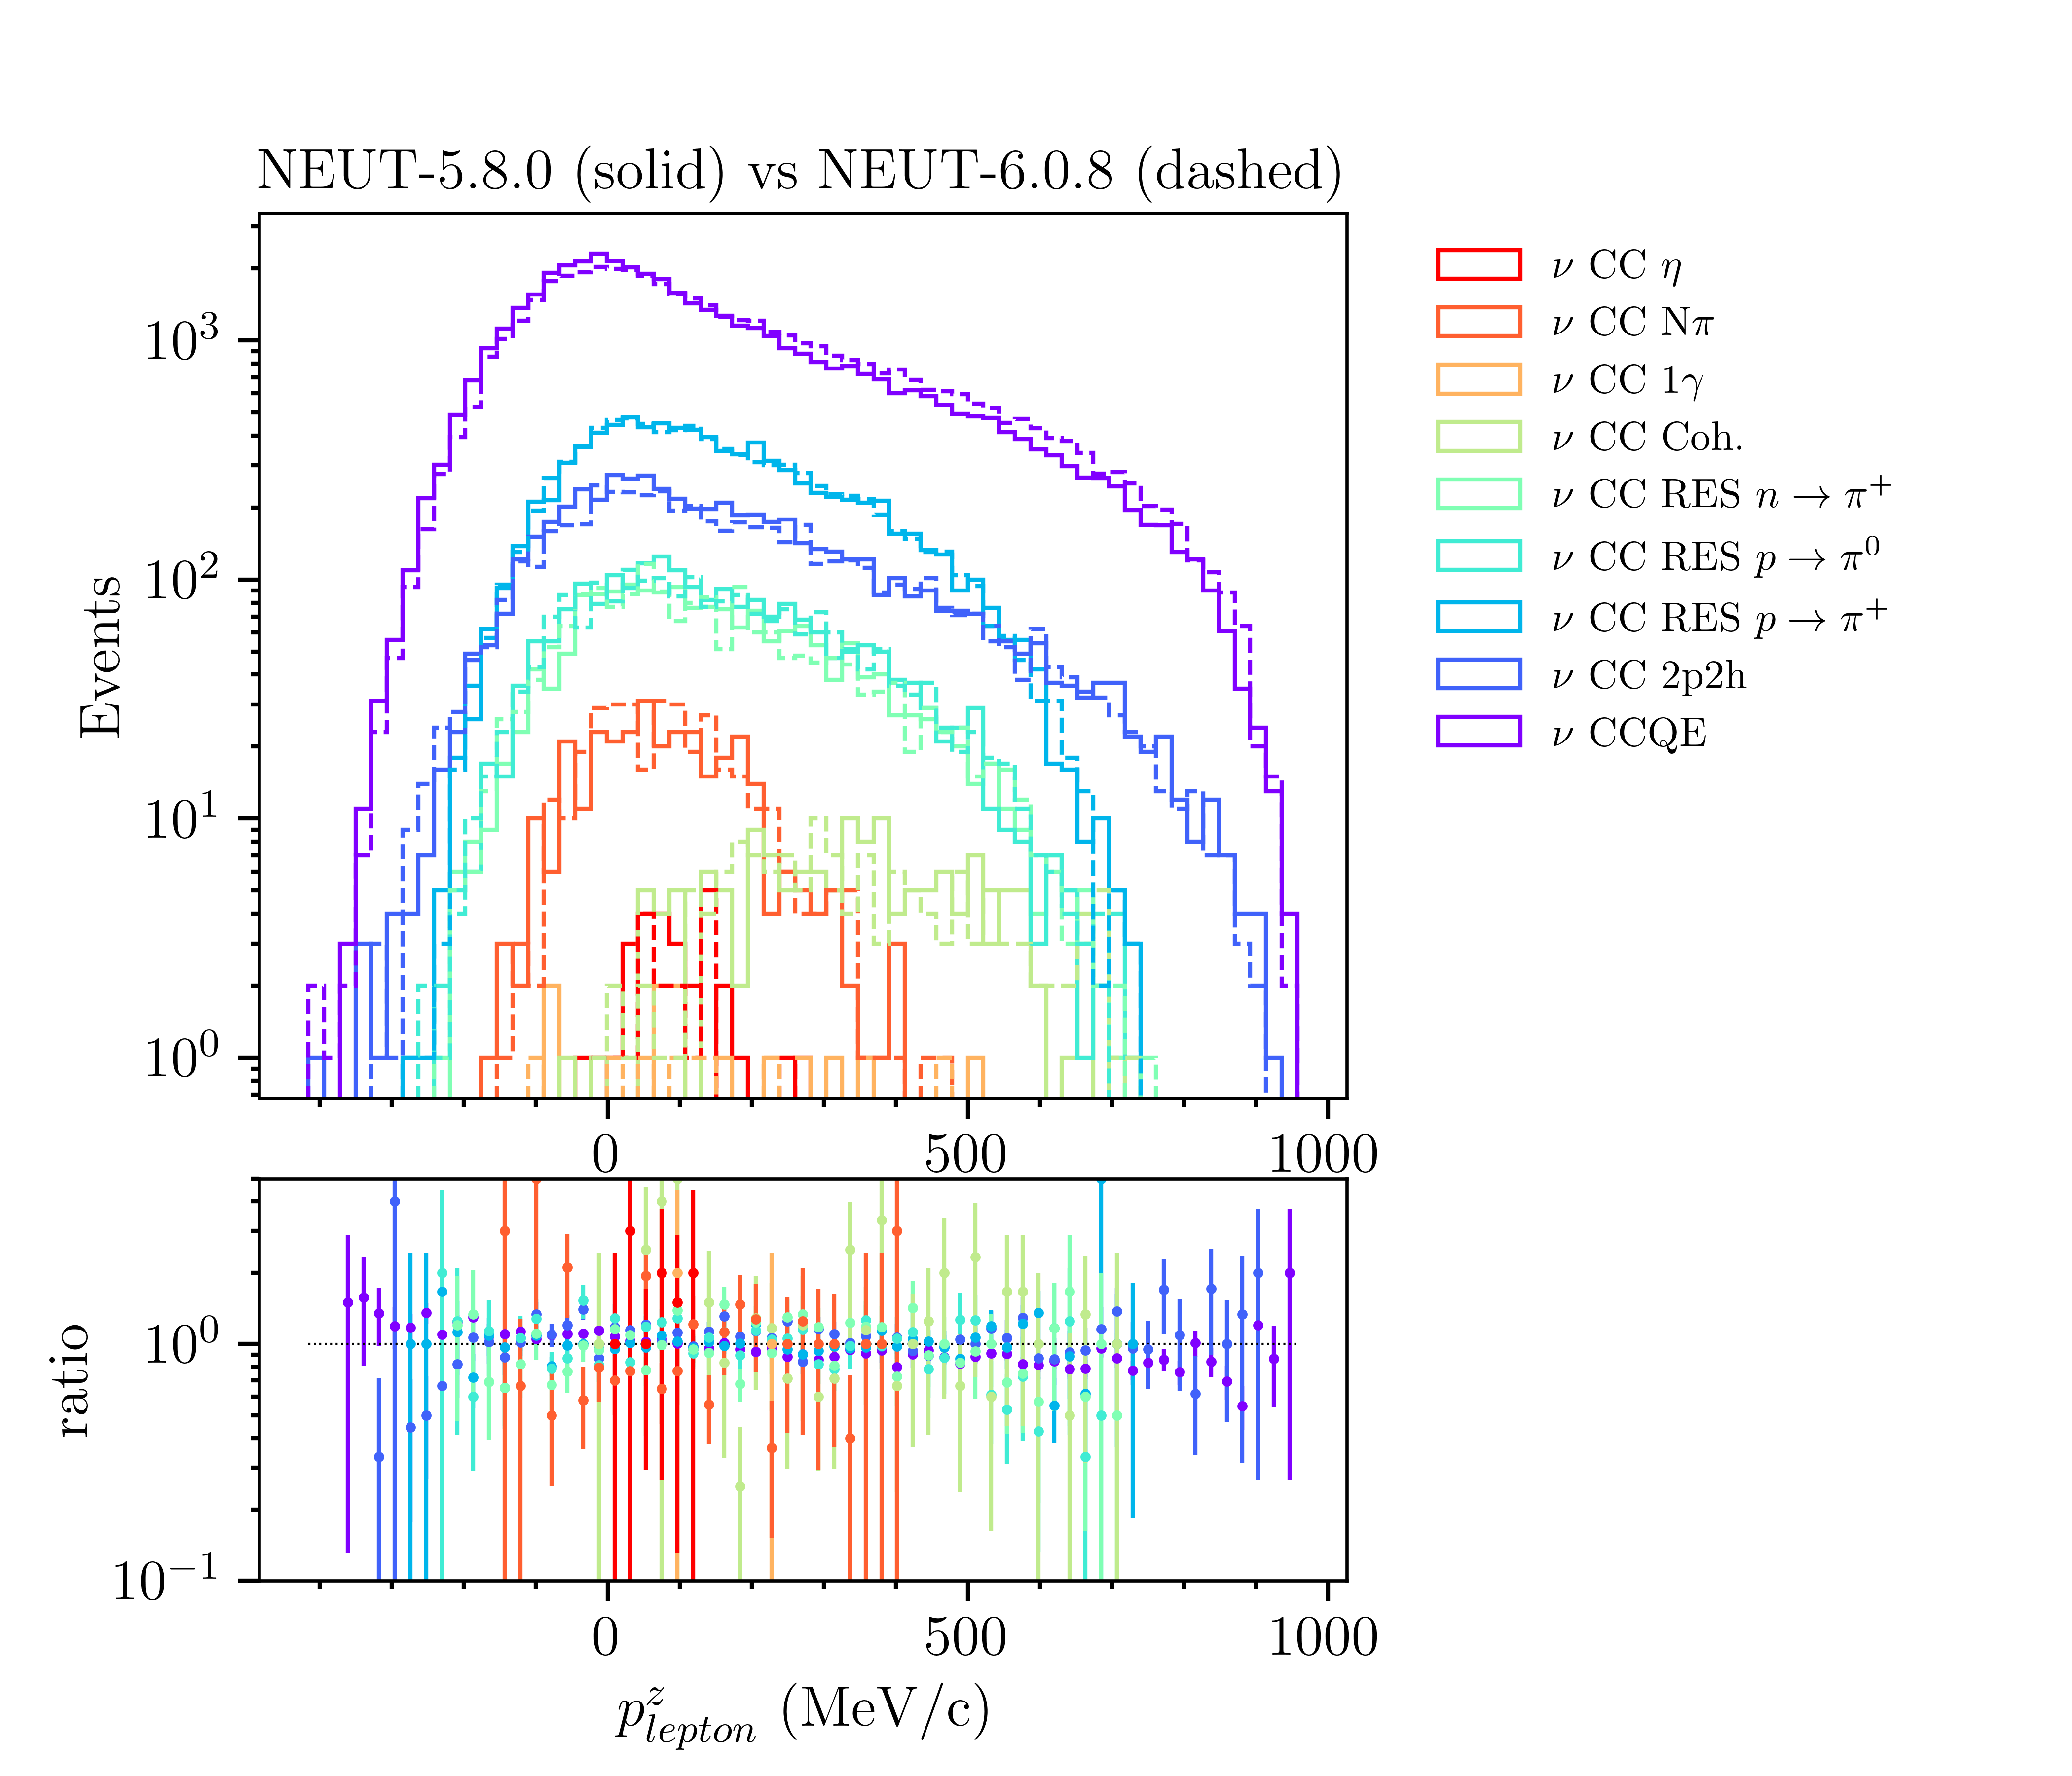 NEUT-5.8.0 (solid) vs NEUT-6.0.8 (dashed)
Events
10³
10²
10¹
10⁰
0 500 1000
ν CC η
ν CC Nπ
ν CC 1γ
ν CC Coh.
ν CC RES n → π⁺
ν CC RES p → π⁰
ν CC RES p → π⁺
ν CC 2p2h
ν CCQE
ratio
10⁰
10⁻¹
0 500 1000
p^z_lepton (MeV/c)